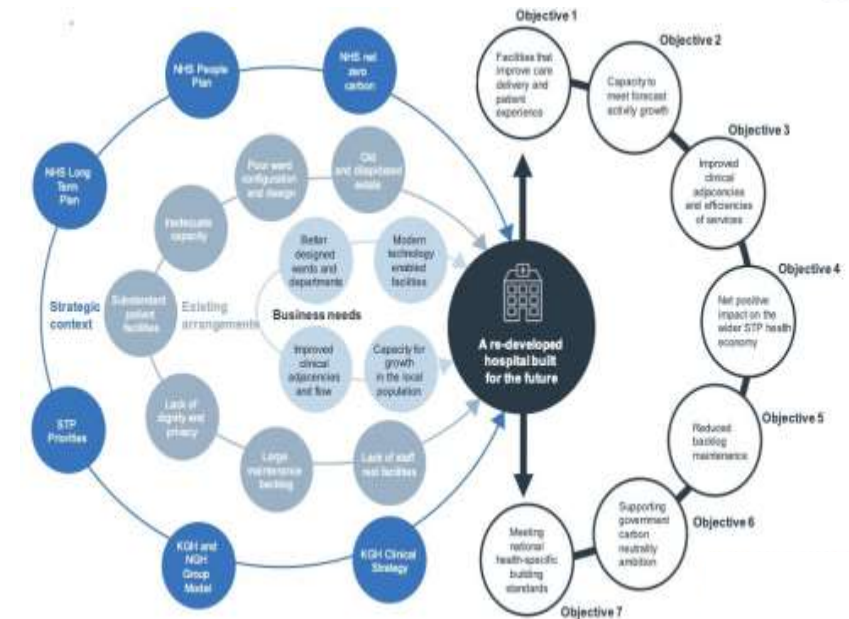 Objective 1
Facilities that
improve care
delivery and
patient
experience
Objective 2
Capacity to
meet forecast
activity growth
Objective 3
Improved
clinical
adjacencies
and efficiencies
of services
Objective 4
Net positive
impact on the
wider STP health
economy
Objective 5
Reduced
backlog
maintenance
Objective 6
Supporting
government
carbon
neutrality
ambition
Objective 7
Meeting
national
health-specific
building
standards
NHS net
zero
carbon
NHS People
Plan
NHS Long
Term
Plan
Strategic
context
STP
Priorities
KGH and
NGH
Group
Model
KGH Clinical
Strategy
Old
and dilapidated
estate
Poor ward
configuration
and design
Inadequate
capacity
Substandard
patient
facilities
Existing
arrangements
Lack of
dignity and
privacy
Large
maintenance
backlog
Lack of staff
rest facilities
Better
designed
wards and
departments
Modern
technology
enabled
facilities
Business needs
Improved
clinical
adjacencies
and flow
Capacity for
growth
in the local
population
A re-developed
hospital built
for the future